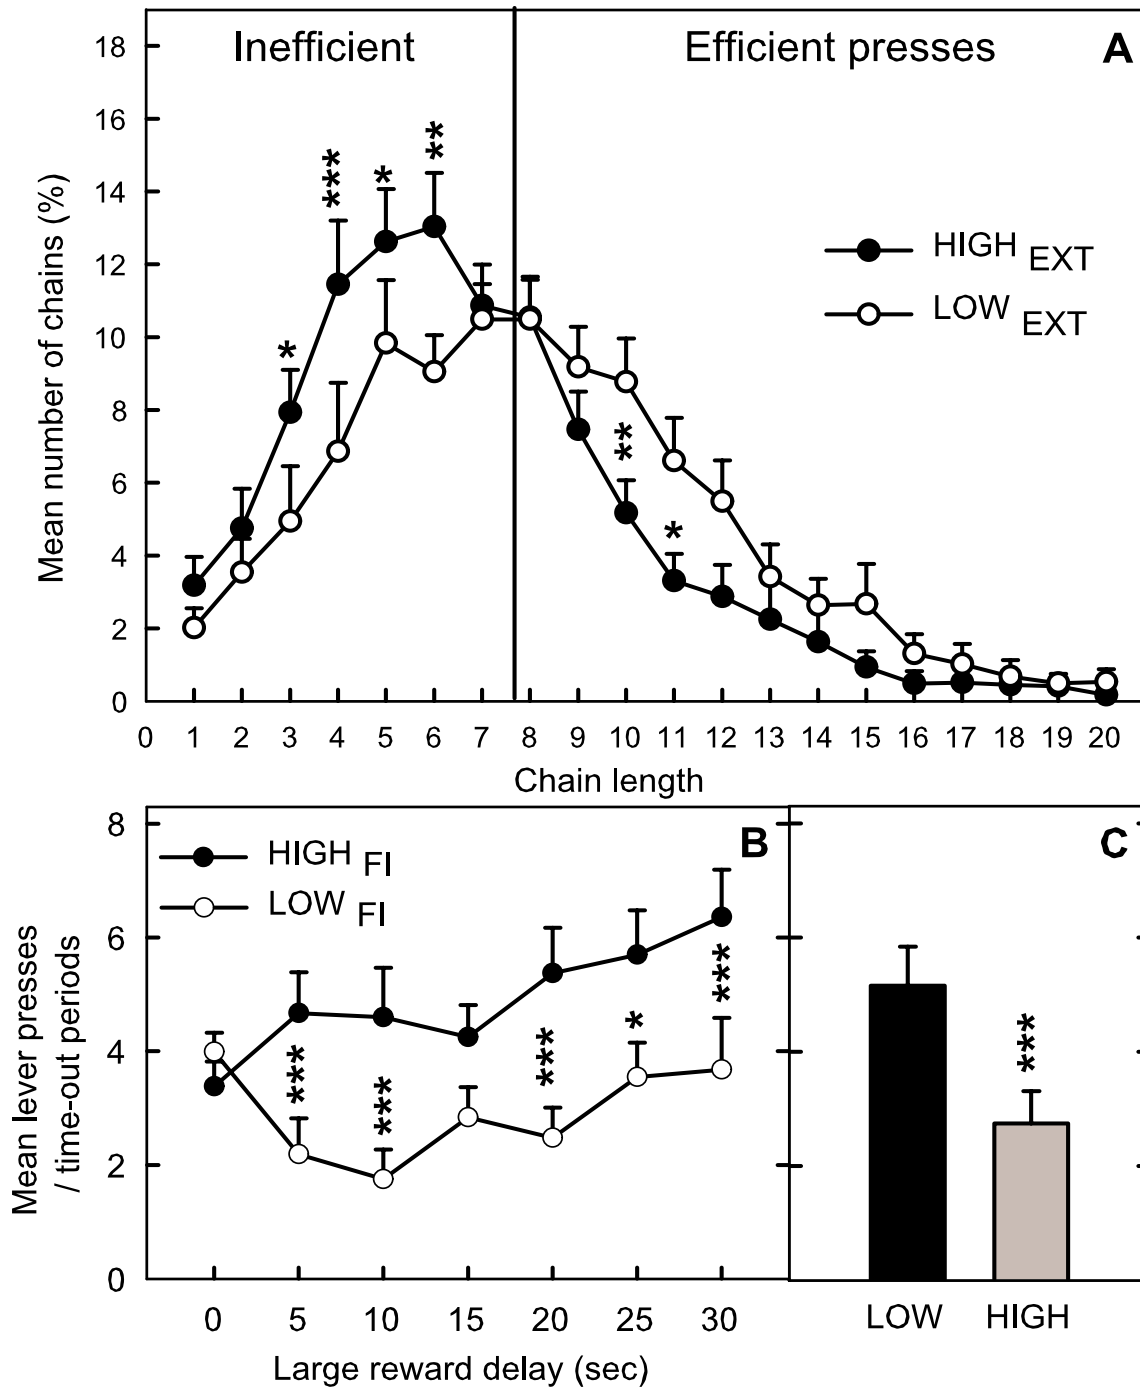 Inefficient
Efficient presses
A
18
16
14
12
10
8
6
4
2
0
Mean number of chains (%)
*
***
*
**
**
*
HIGH EXT
LOW EXT
0 1 2 3 4 5 6 7 8 9 10 11 12 13 14 15 16 17 18 19 20
Chain length
B
8
6
4
2
0
Mean lever presses
/ time-out periods
HIGH FI
LOW FI
***
***
***
*
***
0 5 10 15 20 25 30
Large reward delay (sec)
C
***
LOW HIGH